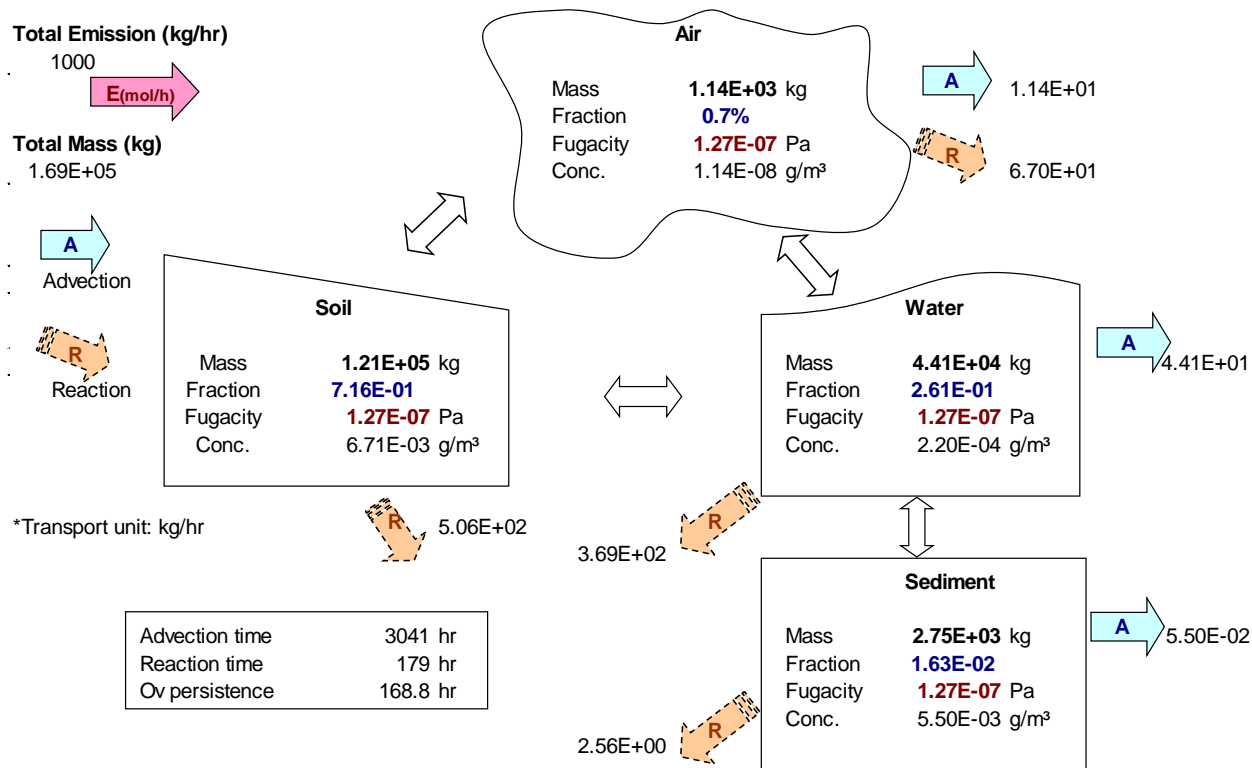 Total Emission (kg/hr)
1000
E(mol/h)
Total Mass (kg)
1.69E+05
A
Advection
R
Reaction
Air
Mass 1.14E+03 kg
Fraction 0.7%
Fugacity 1.27E-07 Pa
Conc. 1.14E-08 g/m³
A 1.14E+01
R 6.70E+01
Soil
Mass 1.21E+05 kg
Fraction 7.16E-01
Fugacity 1.27E-07 Pa
Conc. 6.71E-03 g/m³
R 5.06E+02
Water
Mass 4.41E+04 kg
Fraction 2.61E-01
Fugacity 1.27E-07 Pa
Conc. 2.20E-04 g/m³
A 4.41E+01
R 3.69E+02
*Transport unit: kg/hr
Sediment
Mass 2.75E+03 kg
Fraction 1.63E-02
Fugacity 1.27E-07 Pa
Conc. 5.50E-03 g/m³
A 5.50E-02
R 2.56E+00
Advection time 3041 hr
Reaction time 179 hr
Ov persistence 168.8 hr